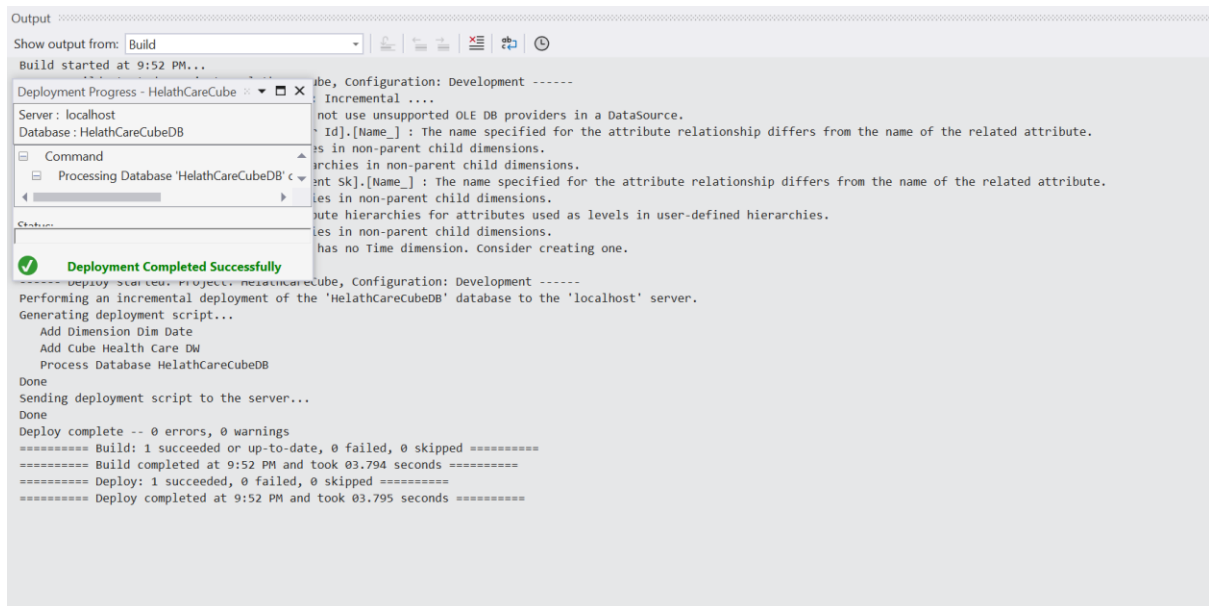 Output
Show output from: Build
Build started at 9:52 PM...
ube, Configuration: Development ------
Deployment Progress - HelathCareCube
: Incremental ....
Server : localhost
not use unsupported OLE DB providers in a DataSource.
Database : HelathCareCubeDB
Id].[Name_] : The name specified for the attribute relationship differs from the name of the related attribute.
es in non-parent child dimensions.
Command
archies in non-parent child dimensions.
Processing Database 'HelathCareCubeDB' c
ent Sk].[Name_] : The name specified for the attribute relationship differs from the name of the related attribute.
ies in non-parent child dimensions.
bute hierarchies for attributes used as levels in user-defined hierarchies.
Status:
ies in non-parent child dimensions.
has no Time dimension. Consider creating one.
Deployment Completed Successfully
------ Deploy started: Project: HelathCareCube, Configuration: Development ------
Performing an incremental deployment of the 'HelathCareCubeDB' database to the 'localhost' server.
Generating deployment script...
Add Dimension Dim Date
Add Cube Health Care DW
Process Database HelathCareCubeDB
Done
Sending deployment script to the server...
Done
Deploy complete -- 0 errors, 0 warnings
========== Build: 1 succeeded or up-to-date, 0 failed, 0 skipped ==========
========== Build completed at 9:52 PM and took 03.794 seconds ==========
========== Deploy: 1 succeeded, 0 failed, 0 skipped ==========
========== Deploy completed at 9:52 PM and took 03.795 seconds ==========